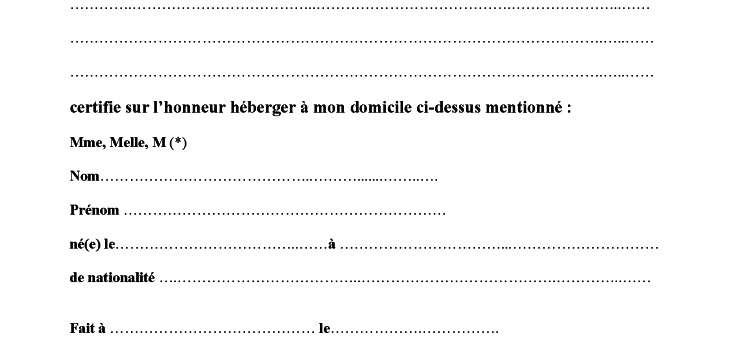 …………………………………………………………………………………………………
…………………………………………………………………………………………………
…………………………………………………………………………………………………
certifie sur l’honneur héberger à mon domicile ci-dessus mentionné :
Mme, Melle, M (*)
Nom…………………………………….………......……..….
Prénom …………………………………………………………
né(e) le………………………………..……à ……………………………..…………………………
de nationalité ….……………………………….………………………………….………….……
Fait à …………………………………… le……………….…………….